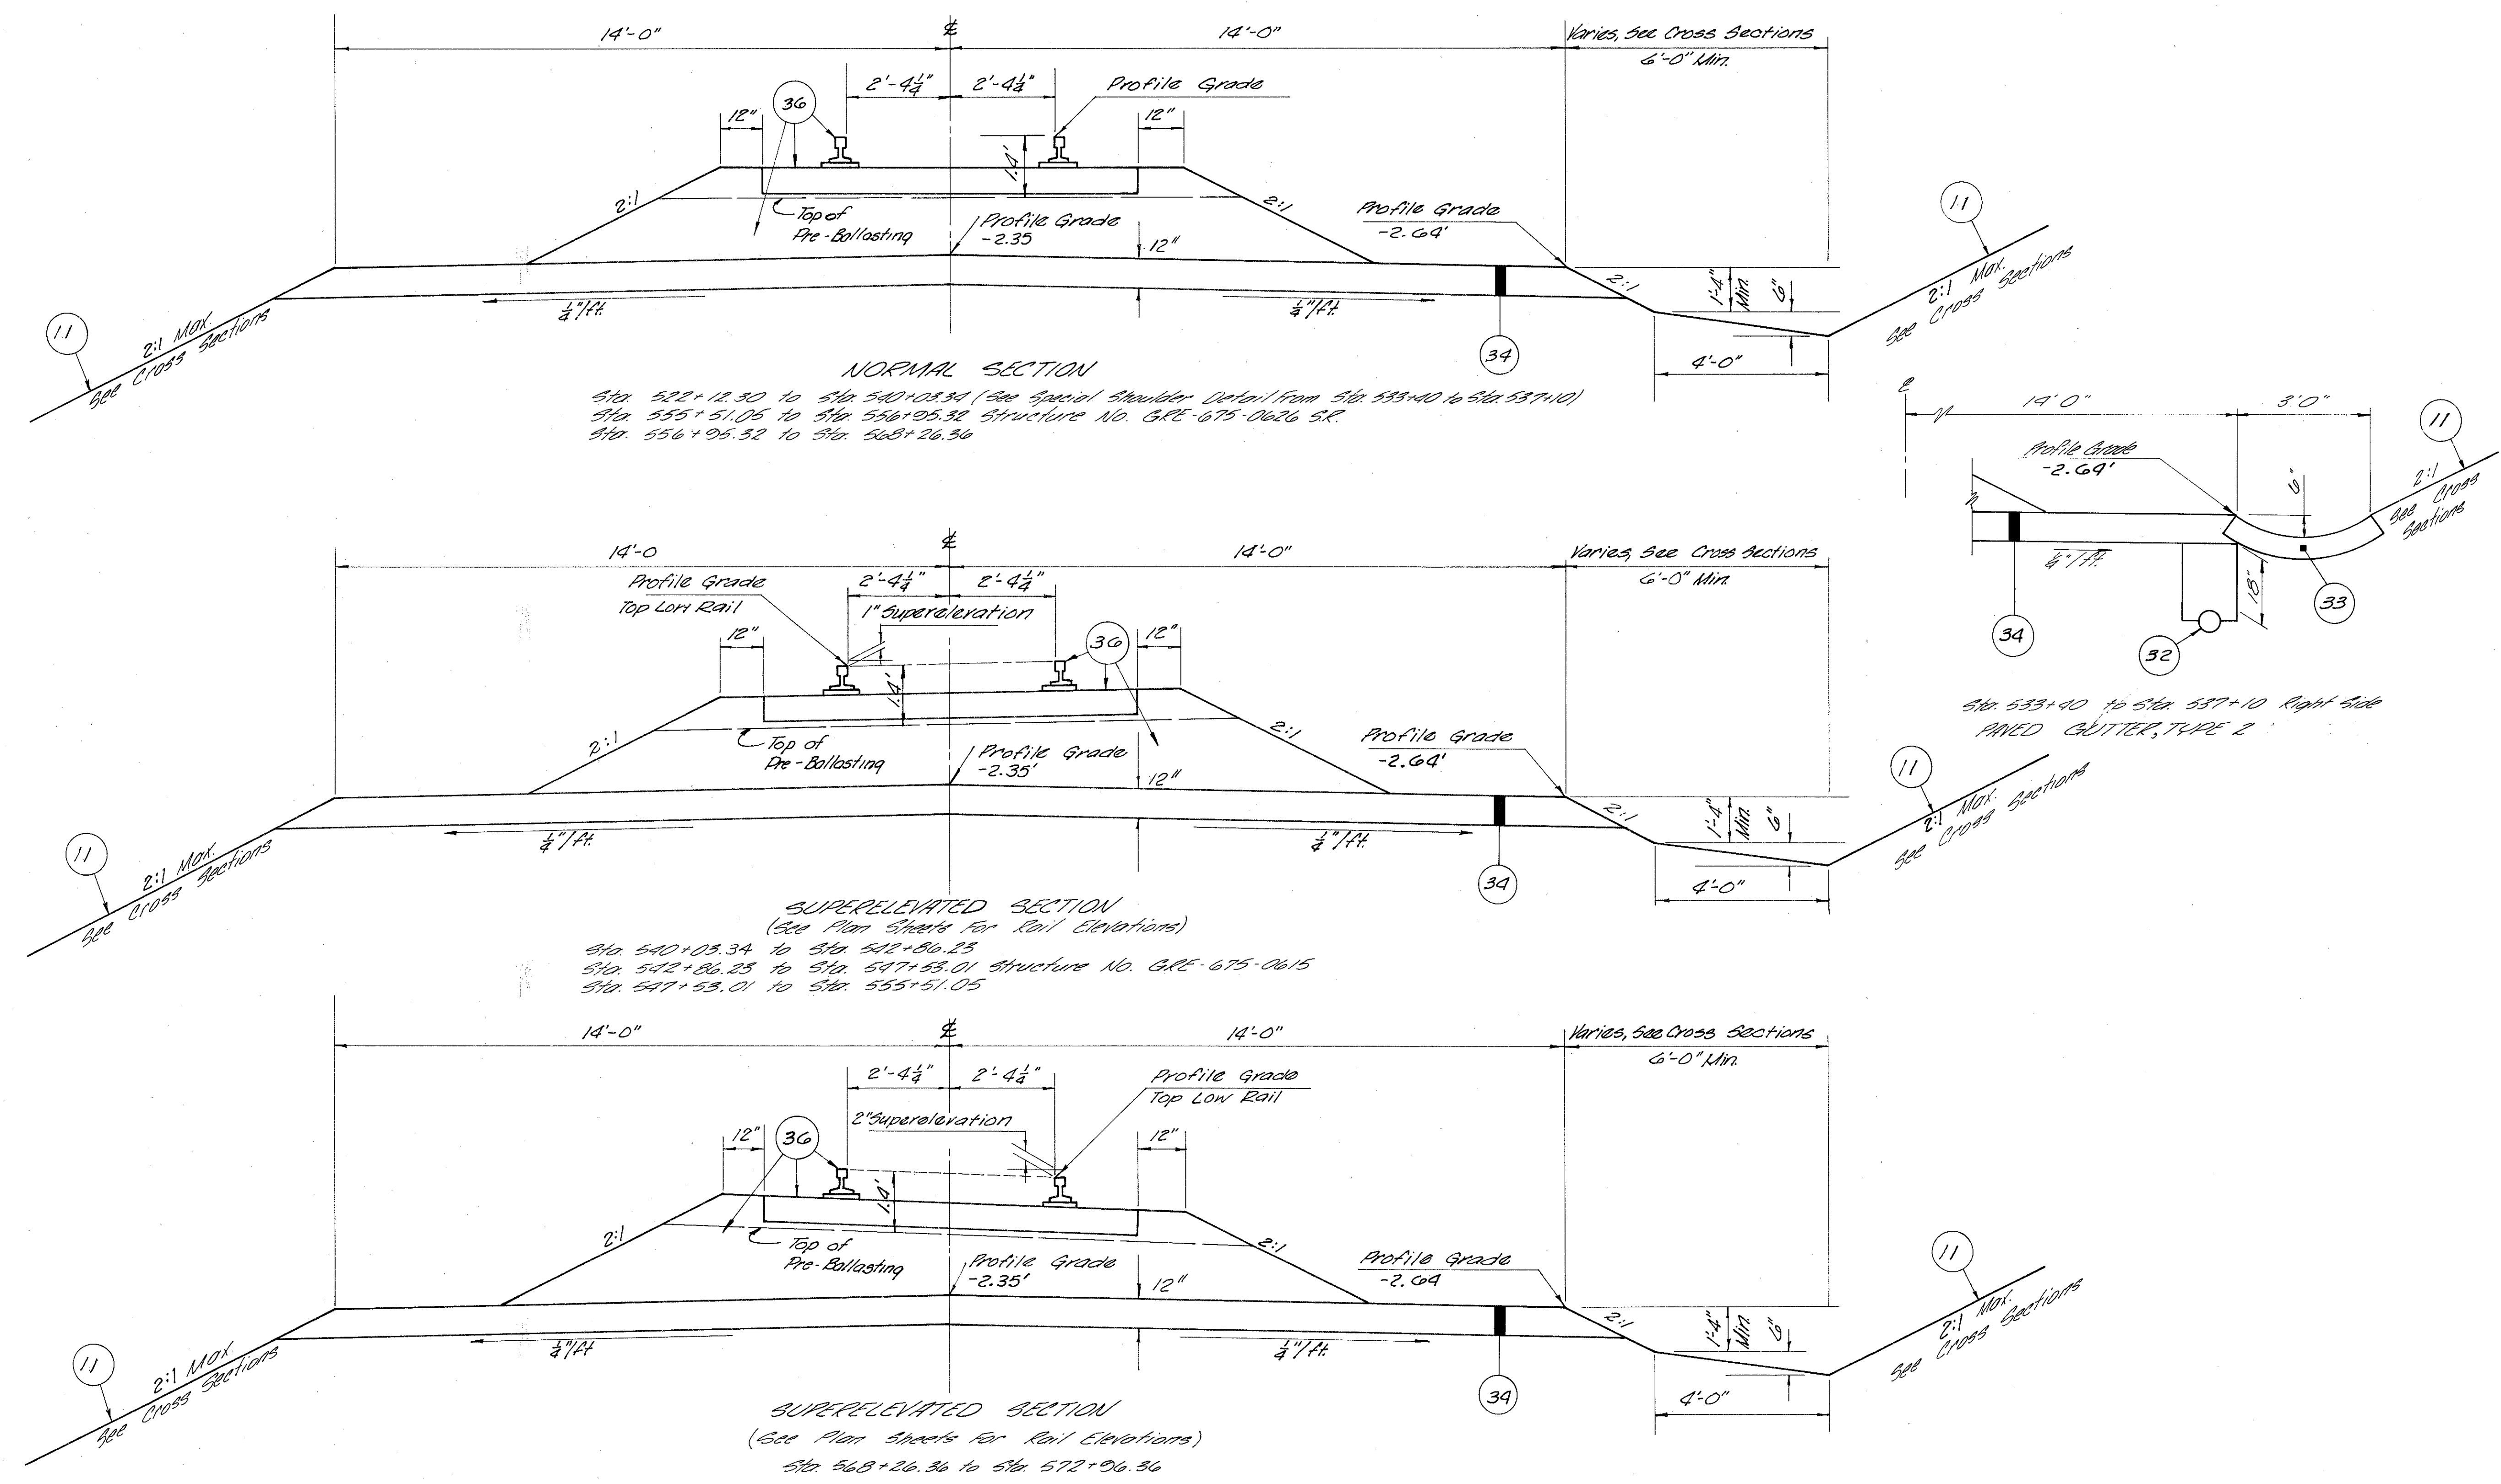 14'-0"
℄
14'-0"
Varies, See Cross Sections
6'-0" Min.
2'-4¼"
2'-4¼"
Profile Grade
36
12"
12"
1.4'
2:1
2:1
Top of
Pre-Ballasting
Profile Grade
-2.35
12"
Profile Grade
-2.64'
11
2:1
1'-4"
Min.
6"
2:1 Max.
See Cross Sections
¼"/ft.
¼"/ft.
11
2:1 Max.
See Cross Sections
34
4'-0"
NORMAL SECTION
Sta. 522+12.30 to Sta. 540+03.34 (See Special Shoulder Detail From Sta. 533+40 to Sta. 537+10)
Sta. 555+51.05 to Sta. 556+95.32 Structure No. GRE-675-0626 S.R.
Sta. 556+95.32 to Sta. 568+26.36
℄
14'0"
3'0"
11
Profile Grade
-2.64'
6"
2:1
See Cross
Sections
¼"/ft.
18"
34
32
33
Sta. 533+40 to Sta. 537+10 Right Side
PAVED GUTTER, TYPE 2
14'-0
℄
14'-0"
Varies, See Cross Sections
6'-0" Min.
Profile Grade
Top Low Rail
2'-4¼"
2'-4¼"
1" Superelevation
12"
36
12"
1.4'
2:1
2:1
Top of
Pre-Ballasting
Profile Grade
-2.35'
12"
Profile Grade
-2.64'
11
2:1
1'-4"
Min.
6"
2:1 Max.
See Cross Sections
¼"/ft.
¼"/ft.
11
2:1 Max.
See Cross Sections
34
4'-0"
SUPERELEVATED SECTION
(See Plan Sheets For Rail Elevations)
Sta. 540+03.34 to Sta. 542+86.23
Sta. 542+86.23 to Sta. 547+53.01 Structure No. GRE-675-0615
Sta. 547+53.01 to Sta. 555+51.05
14'-0"
℄
14'-0"
Varies, See Cross Sections
6'-0" Min.
2'-4¼"
2'-4¼"
Profile Grade
Top Low Rail
2" Superelevation
12"
36
12"
1.4'
2:1
2:1
Top of
Pre-Ballasting
Profile Grade
-2.35'
12"
Profile Grade
-2.64
11
2:1
1'-4"
Min.
6"
2:1 Max.
See Cross Sections
¼"/ft
¼"/ft.
11
2:1 Max.
See Cross Sections
34
4'-0"
SUPERELEVATED SECTION
(See Plan Sheets For Rail Elevations)
Sta. 568+26.36 to Sta. 572+96.36